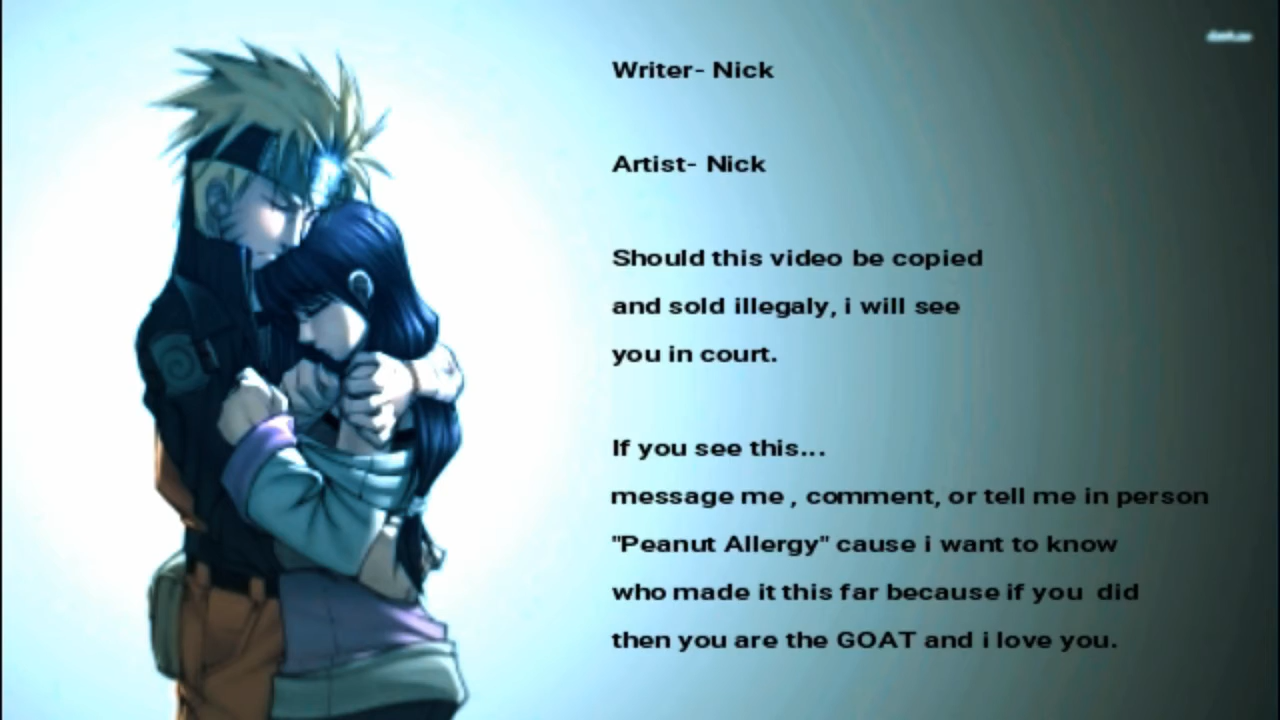 Writer- Nick
Artist- Nick
Should this video be copied
and sold illegaly, i will see
you in court.
If you see this...
message me , comment, or tell me in person
"Peanut Allergy" cause i want to know
who made it this far because if you did
then you are the GOAT and i love you.